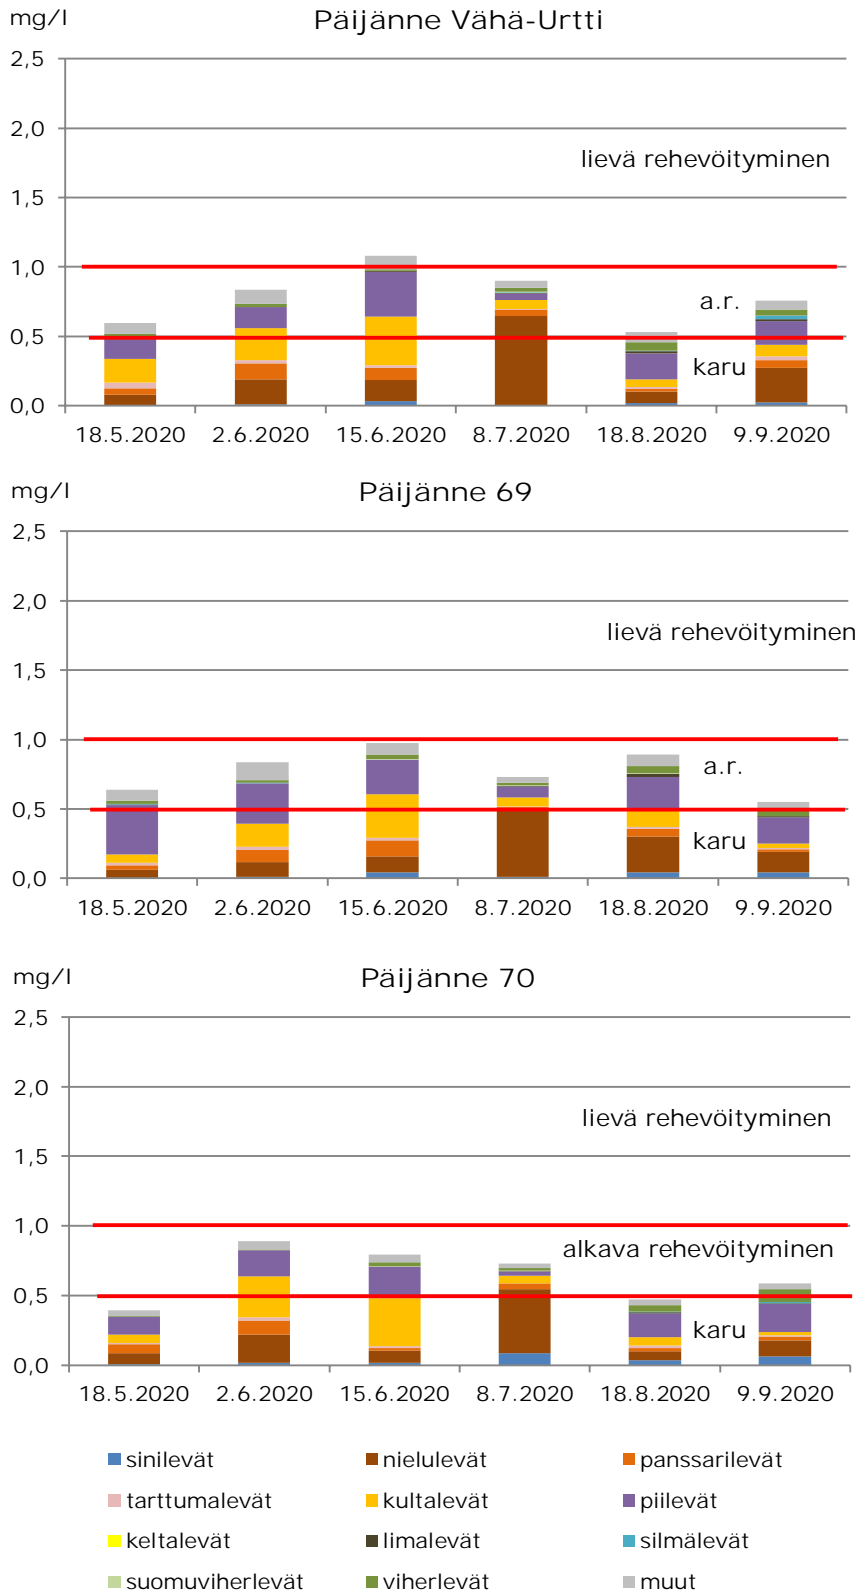 mg/l Päijänne Vähä-Urtti
2,5
2,0
lievä rehevöityminen
1,5
1,0
a.r.
0,5
karu
0,0
18.5.2020 2.6.2020 15.6.2020 8.7.2020 18.8.2020 9.9.2020
mg/l Päijänne 69
2,5
2,0
lievä rehevöityminen
1,5
1,0
a.r.
0,5
karu
0,0
18.5.2020 2.6.2020 15.6.2020 8.7.2020 18.8.2020 9.9.2020
mg/l Päijänne 70
2,5
2,0
lievä rehevöityminen
1,5
1,0
alkava rehevöityminen
0,5
karu
0,0
18.5.2020 2.6.2020 15.6.2020 8.7.2020 18.8.2020 9.9.2020
sinilevät nielulevät panssarilevät
tarttumalevät kultalevät piilevät
keltalevät limalevät silmälevät
suomuviherlevät viherlevät muut